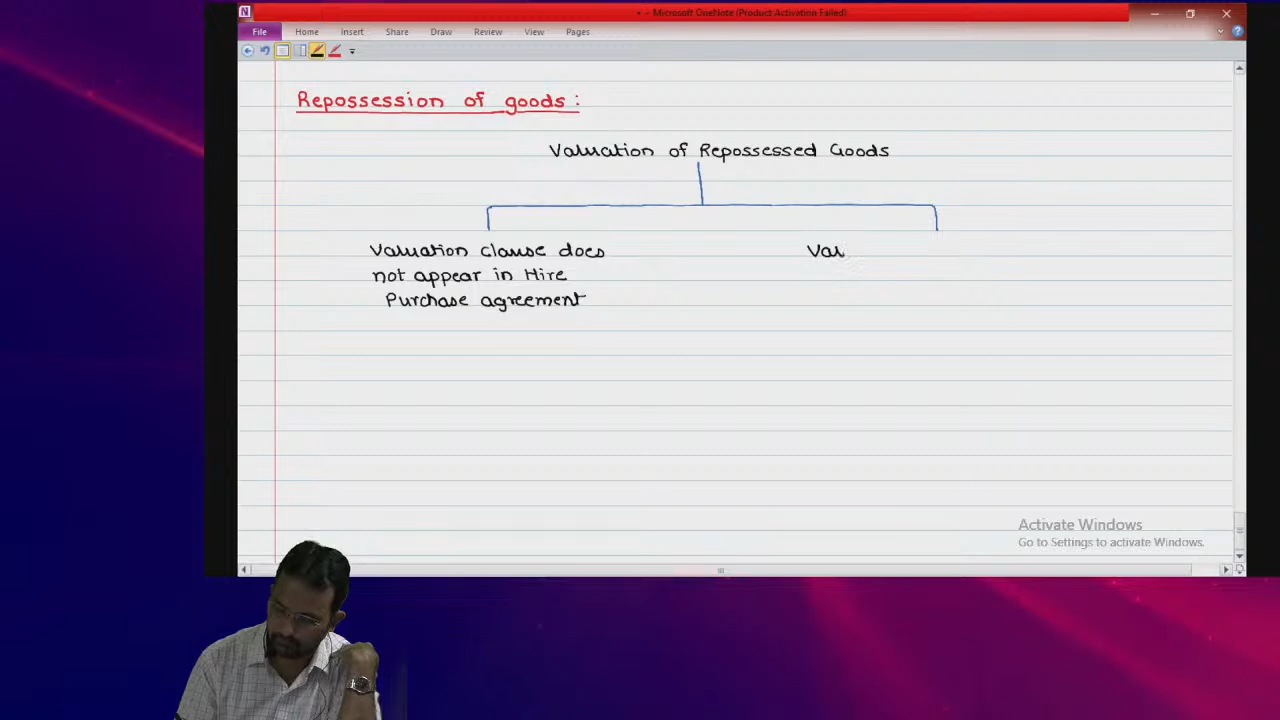 Microsoft OneNote (Product Activation Failed)
File Home Insert Share Draw Review View Pages
Repossession of goods:
Valuation of Repossessed Goods
Valuation clause does
not appear in Hire
Purchase agreement
Val
Activate Windows
Go to Settings to activate Windows.